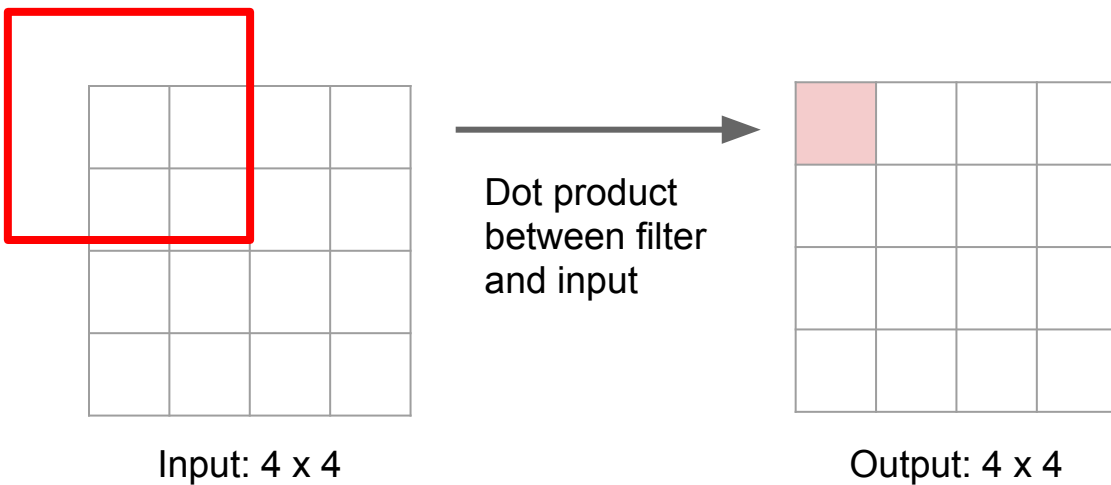 Dot product
between filter
and input
Input: 4 x 4
Output: 4 x 4